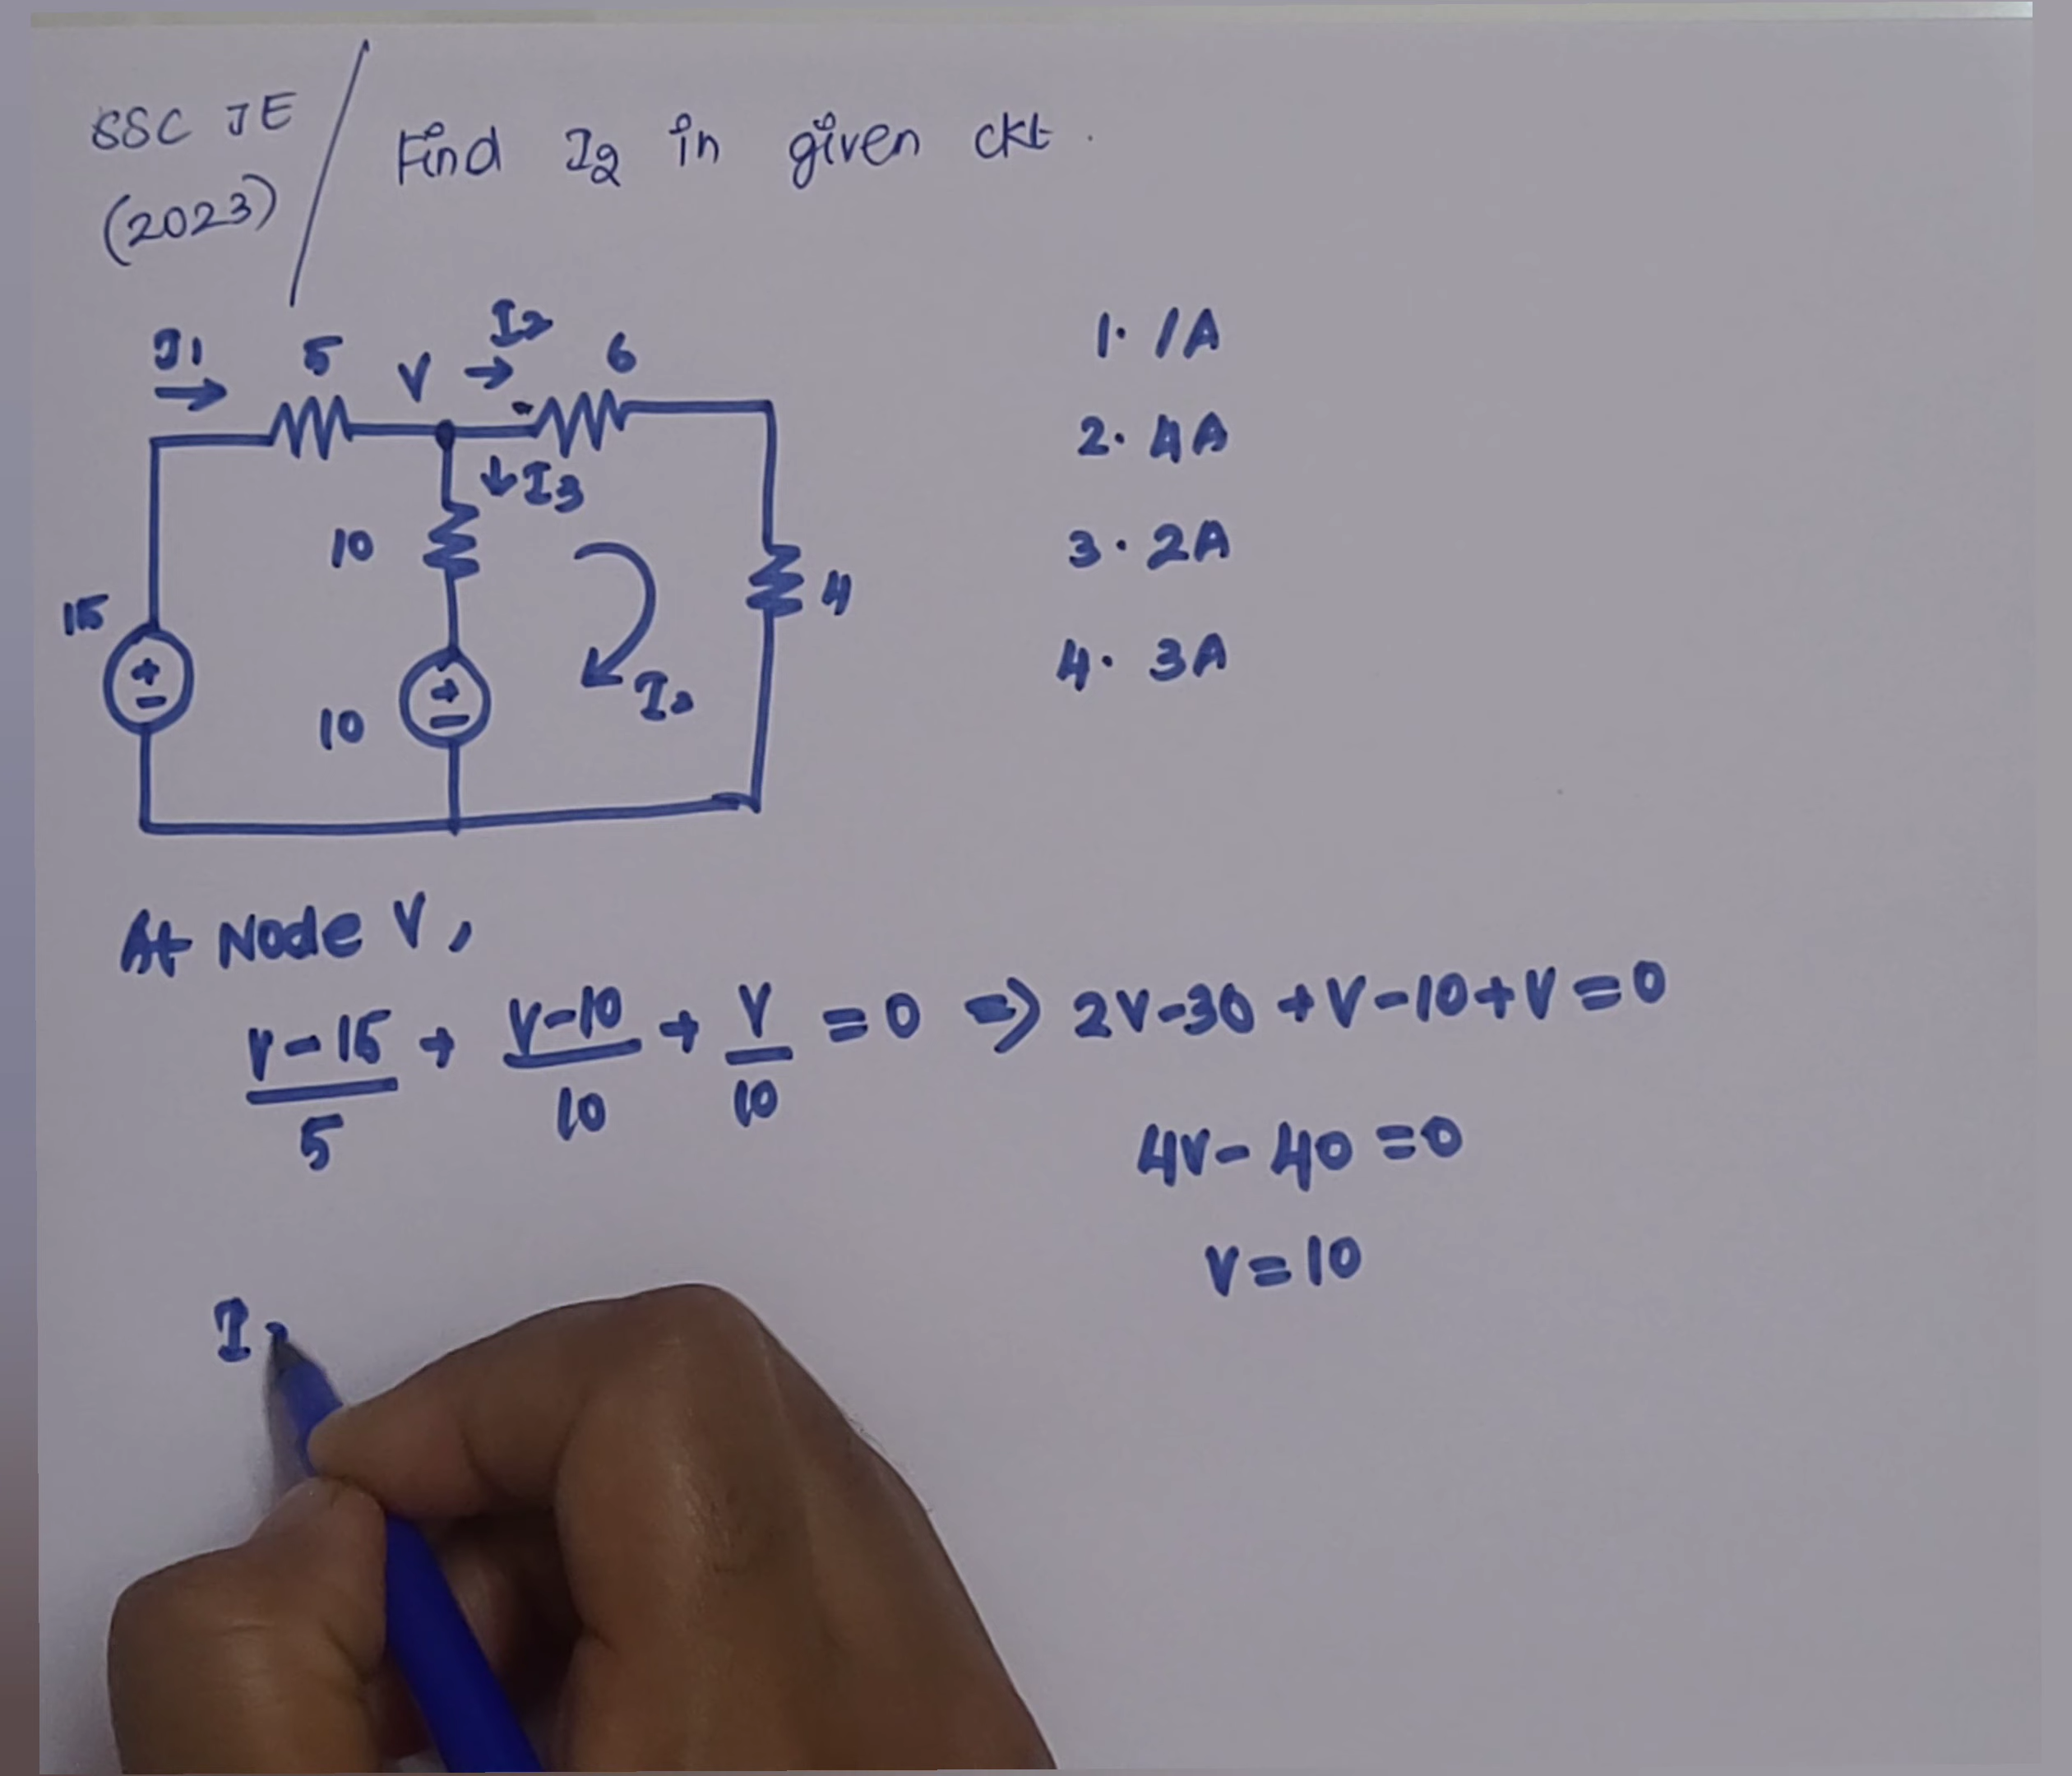 SSC JE
(2023)
Find I2 in given ckt.
I1
5
V
I2
6
I3
10
15
4
10
I2
1. 1A
2. 4A
3. 2A
4. 3A
At Node V,
V-15/5 + V-10/10 + V/10 = 0 ⇒ 2V-30+V-10+V=0
4V-40=0
V=10
I2